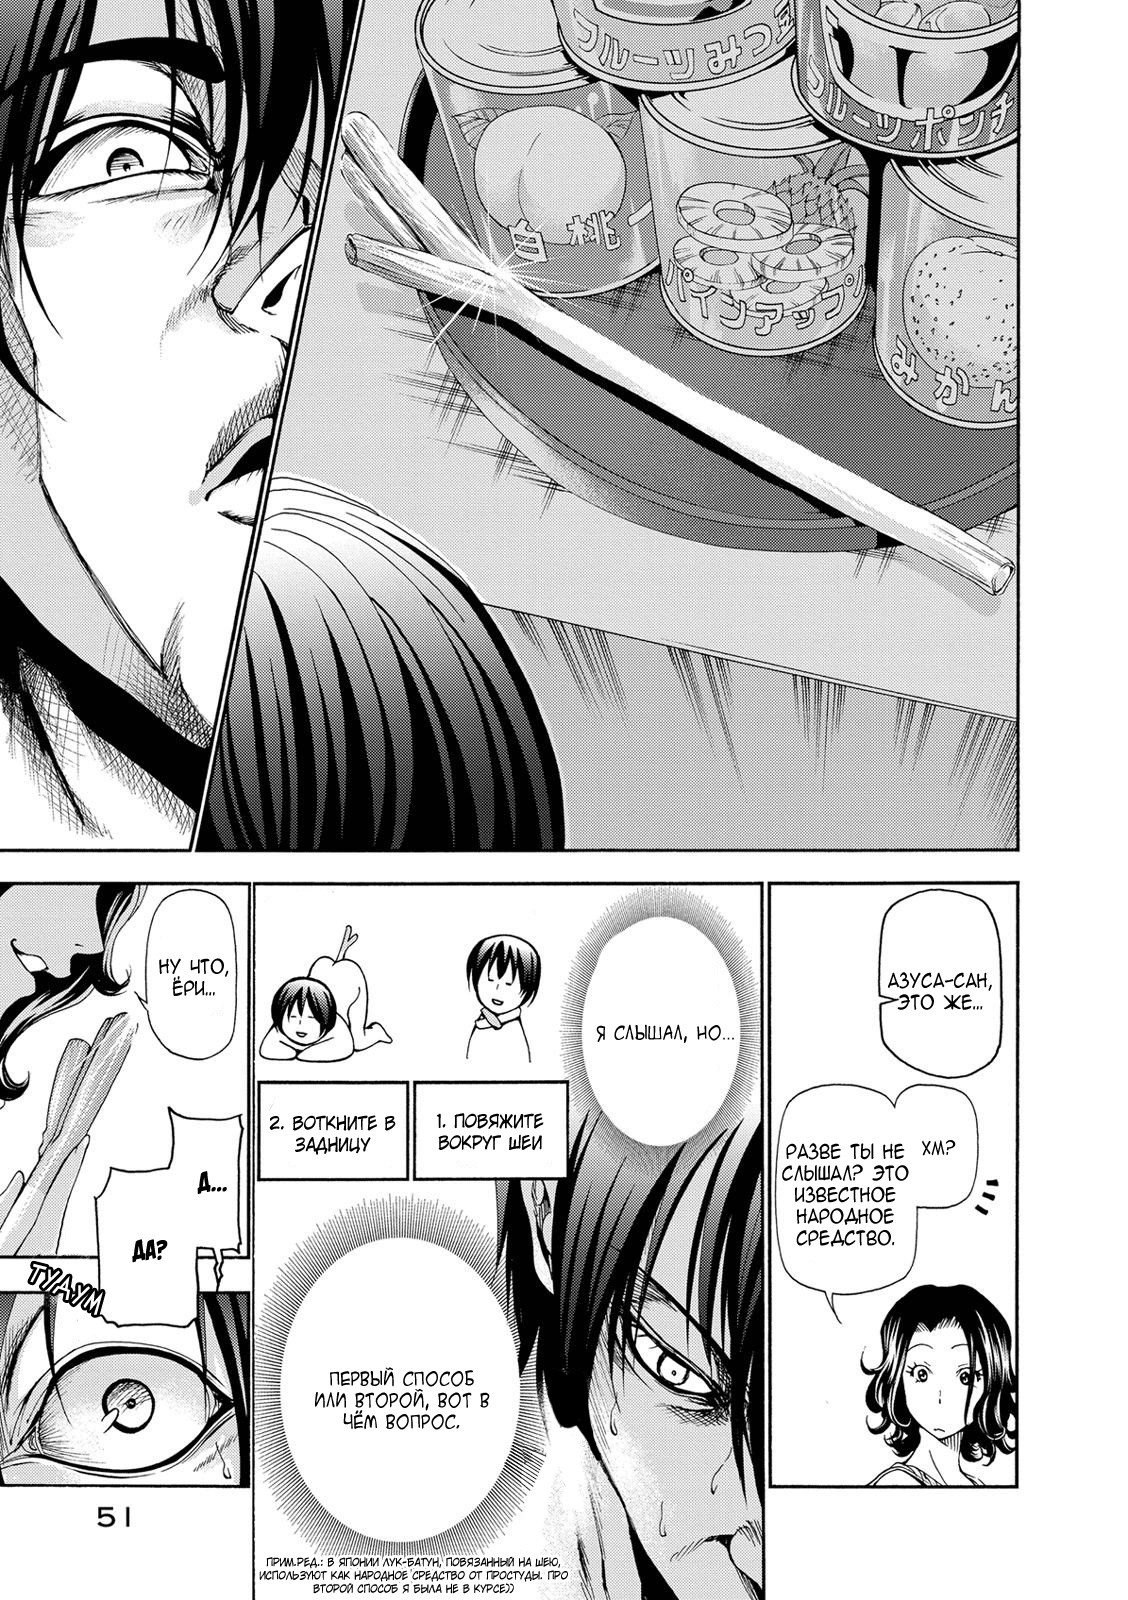 フルーツみつ豆
フルーツポンチ
白桃
パインアップル
みかん
АЗУСА-САН,
ЭТО ЖЕ...
ХМ?
РАЗВЕ ТЫ НЕ
СЛЫШАЛ? ЭТО
ИЗВЕСТНОЕ
НАРОДНОЕ
СРЕДСТВО.
Я СЛЫШАЛ, НО...
1. ПОВЯЖИТЕ
ВОКРУГ ШЕИ
2. ВОТКНИТЕ В
ЗАДНИЦУ
ПЕРВЫЙ СПОСОБ
ИЛИ ВТОРОЙ, ВОТ В
ЧЁМ ВОПРОС.
ПРИМ.РЕД.: В ЯПОНИИ ЛУК-БАТУН, ПОВЯЗАННЫЙ НА ШЕЮ,
ИСПОЛЬЗУЮТ КАК НАРОДНОЕ СРЕДСТВО ОТ ПРОСТУДЫ. ПРО
ВТОРОЙ СПОСОБ Я БЫЛА НЕ В КУРСЕ))
НУ ЧТО,
ЁРИ...
Д...
ДА?
ТУДУМ
51